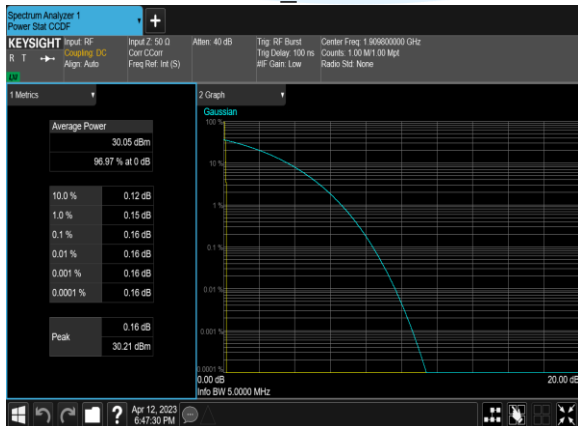 Spectrum Analyzer 1
Power Stat CCDF
+
KEYSIGHT
R T
LXI
Input: RF
Coupling: DC
Align: Auto
Input Z: 50 Ω
Corr CCorr
Freq Ref: Int (S)
Atten: 40 dB
Trig: RF Burst
Trig Delay: 100 ns
#IF Gain: Low
Center Freq: 1.909800000 GHz
Counts: 1.00 M/1.00 Mpt
Radio Std: None
1 Metrics
Average Power
30.05 dBm
96.97 % at 0 dB
10.0 % 0.12 dB
1.0 % 0.15 dB
0.1 % 0.16 dB
0.01 % 0.16 dB
0.001 % 0.16 dB
0.0001 % 0.16 dB
Peak
0.16 dB
30.21 dBm
2 Graph
Gaussian
100 %
10 %
1 %
0.1 %
0.01 %
0.001 %
0.0001 %
0.00 dB 20.00 dB
Info BW 5.0000 MHz
?
Apr 12, 2023
6:47:30 PM